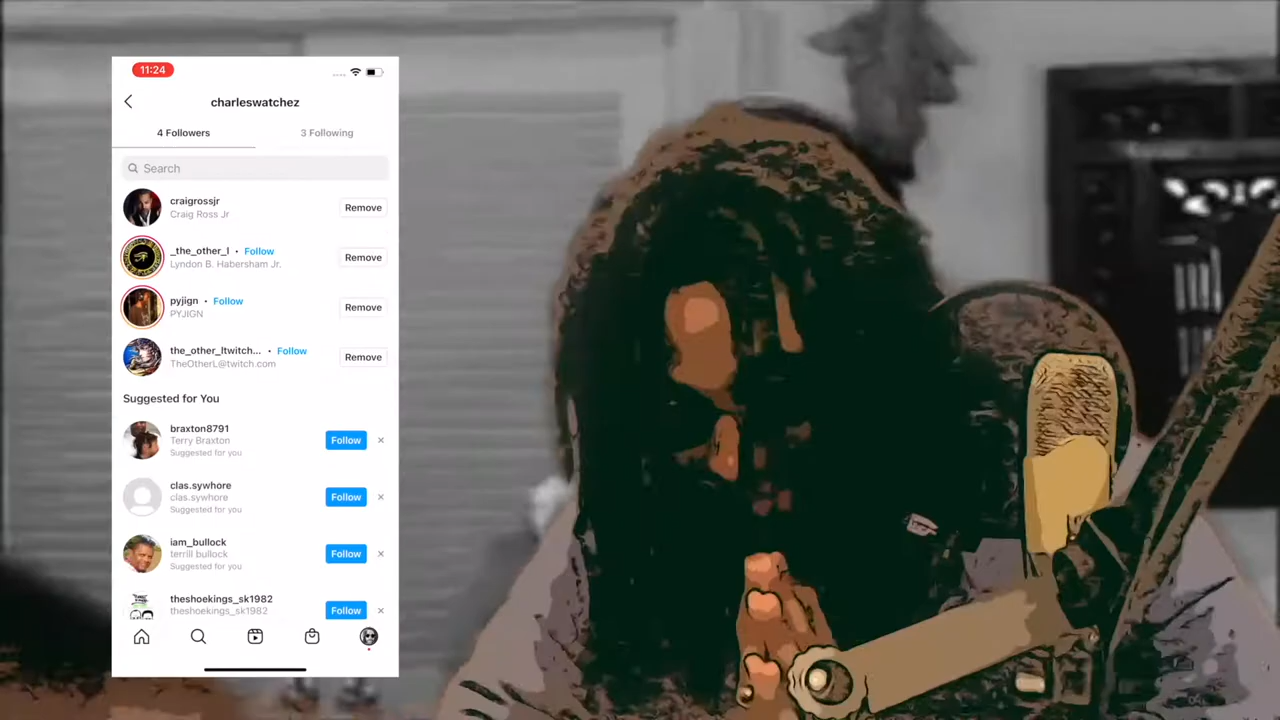 11:24
charleswatchez
4 Followers
3 Following
Search
craigrossjr
Craig Ross Jr
Remove
_the_other_l • Follow
Lyndon B. Habersham Jr.
Remove
pyjign • Follow
PYJIGN
Remove
the_other_ltwitch... • Follow
TheOtherL@twitch.com
Remove
Suggested for You
braxton8791
Terry Braxton
Suggested for you
Follow
clas.sywhore
clas.sywhore
Suggested for you
Follow
iam_bullock
terrill bullock
Suggested for you
Follow
theshoekings_sk1982
theshoekings_sk1982
Follow